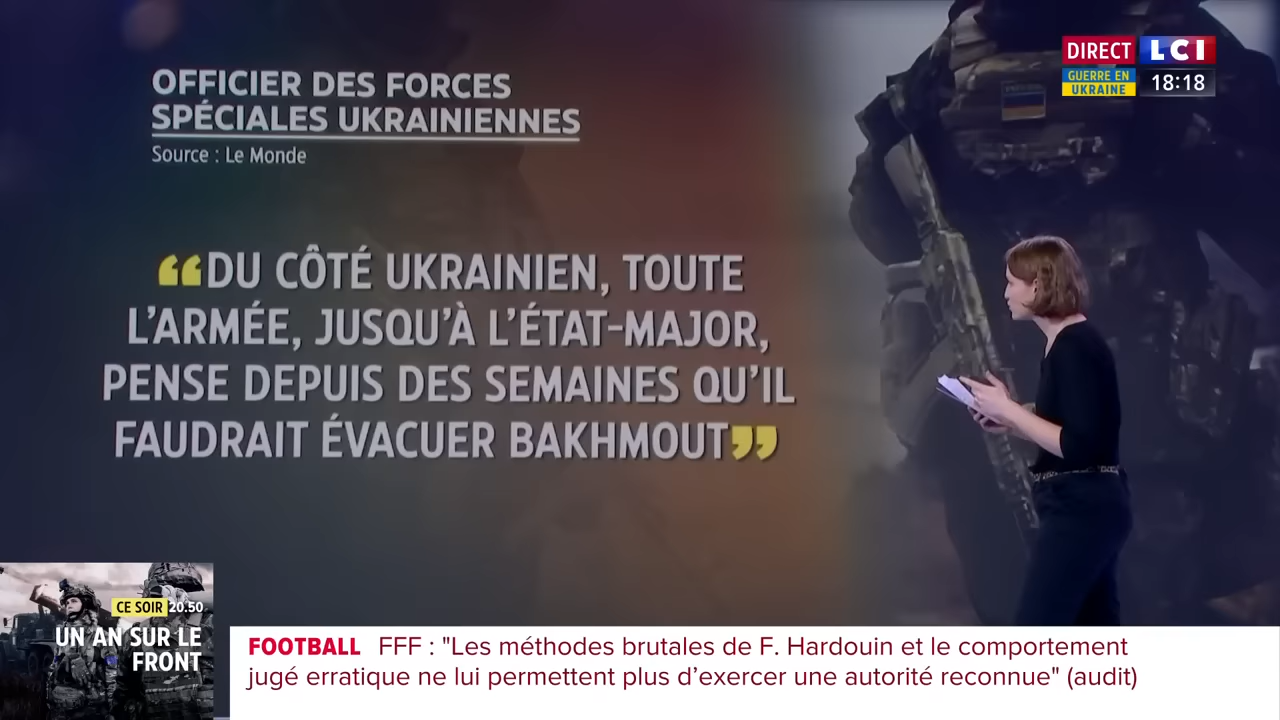 OFFICIER DES FORCES
SPÉCIALES UKRAINIENNES
Source : Le Monde
“DU CÔTÉ UKRAINIEN, TOUTE
L’ARMÉE, JUSQU’À L’ÉTAT-MAJOR,
PENSE DEPUIS DES SEMAINES QU’IL
FAUDRAIT ÉVACUER BAKHMOUT”
DIRECT LCI
GUERRE EN
UKRAINE
18:18
CE SOIR 20.50
UN AN SUR LE
FRONT
FOOTBALL FFF : "Les méthodes brutales de F. Hardouin et le comportement
jugé erratique ne lui permettent plus d’exercer une autorité reconnue" (audit)